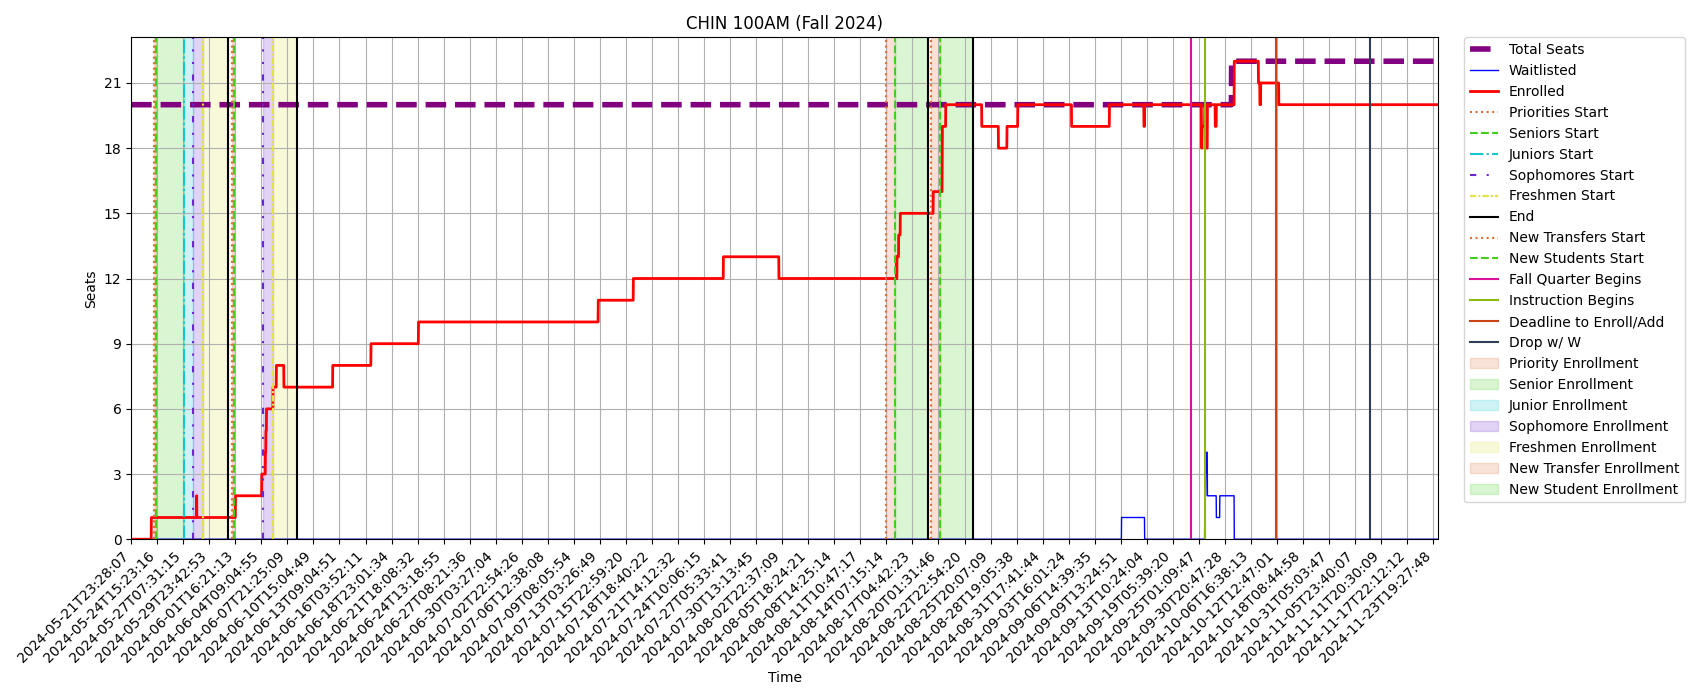 CHIN 100AM (Fall 2024)
Seats
21
18
15
12
9
6
3
0
2024-05-21T23:28:07
2024-05-24T15:23:16
2024-05-27T07:31:15
2024-05-29T23:42:53
2024-06-01T16:21:13
2024-06-04T09:04:55
2024-06-07T21:25:09
2024-06-10T15:04:49
2024-06-13T09:04:51
2024-06-16T03:52:11
2024-06-18T23:01:34
2024-06-21T18:08:32
2024-06-24T13:18:55
2024-06-27T08:21:36
2024-06-30T03:27:04
2024-07-02T22:54:26
2024-07-06T12:38:08
2024-07-09T08:05:54
2024-07-13T03:26:49
2024-07-15T22:59:20
2024-07-18T18:40:22
2024-07-21T14:12:32
2024-07-24T10:06:15
2024-07-27T05:33:41
2024-07-30T13:13:45
2024-08-02T22:37:09
2024-08-05T18:24:21
2024-08-08T14:25:14
2024-08-11T10:47:17
2024-08-14T07:15:14
2024-08-17T04:42:23
2024-08-20T01:31:46
2024-08-22T22:54:20
2024-08-25T20:07:09
2024-08-28T19:05:38
2024-08-31T17:41:44
2024-09-03T16:01:24
2024-09-06T14:39:35
2024-09-09T13:24:51
2024-09-13T10:24:04
2024-09-19T05:39:20
2024-09-25T01:09:47
2024-09-30T20:47:28
2024-10-06T16:38:13
2024-10-12T12:47:01
2024-10-18T08:44:58
2024-10-31T05:03:47
2024-11-05T23:40:07
2024-11-11T20:30:09
2024-11-17T22:12:12
2024-11-23T19:27:48
Time
Total Seats
Waitlisted
Enrolled
Priorities Start
Seniors Start
Juniors Start
Sophomores Start
Freshmen Start
End
New Transfers Start
New Students Start
Fall Quarter Begins
Instruction Begins
Deadline to Enroll/Add
Drop w/ W
Priority Enrollment
Senior Enrollment
Junior Enrollment
Sophomore Enrollment
Freshmen Enrollment
New Transfer Enrollment
New Student Enrollment